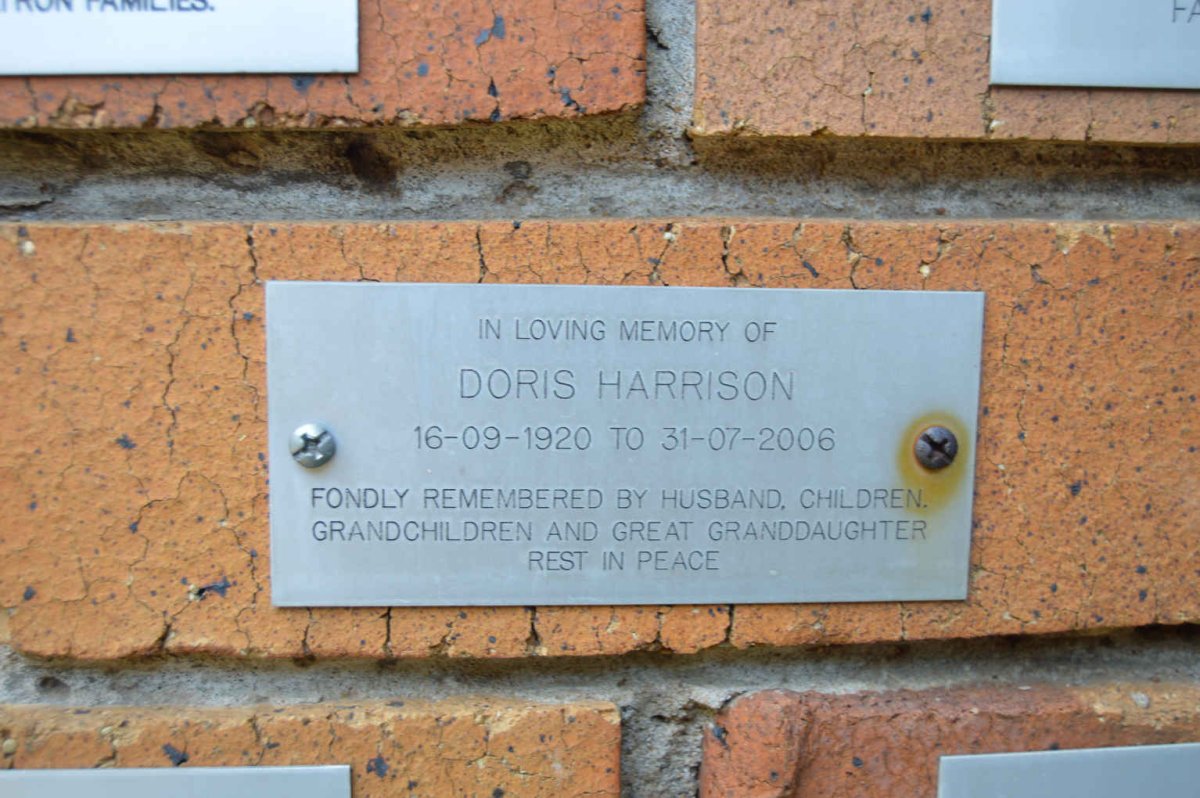 FAMILIES.
IN LOVING MEMORY OF
DORIS HARRISON
16-09-1920 TO 31-07-2006
FONDLY REMEMBERED BY HUSBAND, CHILDREN.
GRANDCHILDREN AND GREAT GRANDDAUGHTER
REST IN PEACE